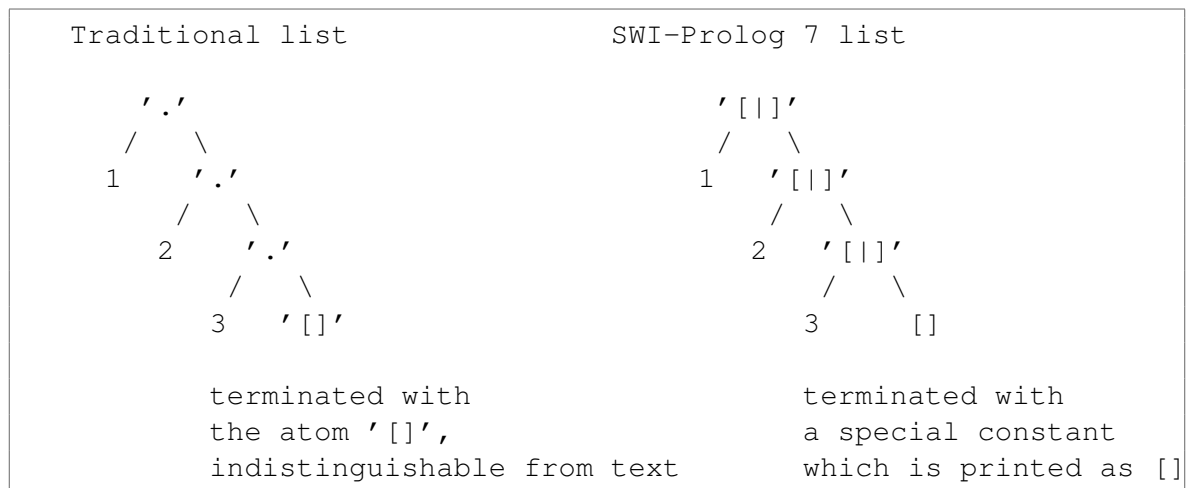 Traditional list                SWI-Prolog 7 list
'.'                             '[|]'
/    \                          /    \
1    '.'                        1    '[|]'
/    \                          /    \
2    '.'                        2    '[|]'
/    \                          /    \
3    '[]'                       3    []
terminated with                 terminated with
the atom '[]',                  a special constant
indistinguishable from text     which is printed as []